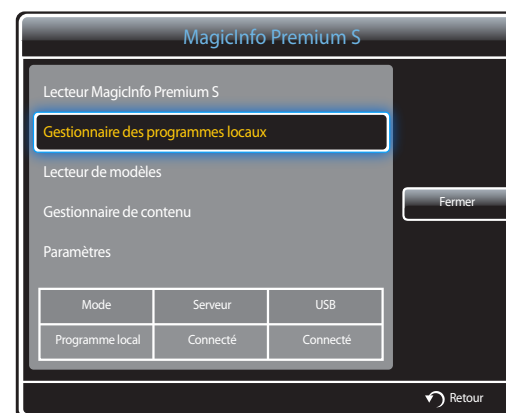 MagicInfo Premium S
Lecteur MagicInfo Premium S
Gestionnaire des programmes locaux
Lecteur de modèles
Gestionnaire de contenu
Paramètres
Fermer
Mode Serveur USB
Programme local Connecté Connecté
Retour